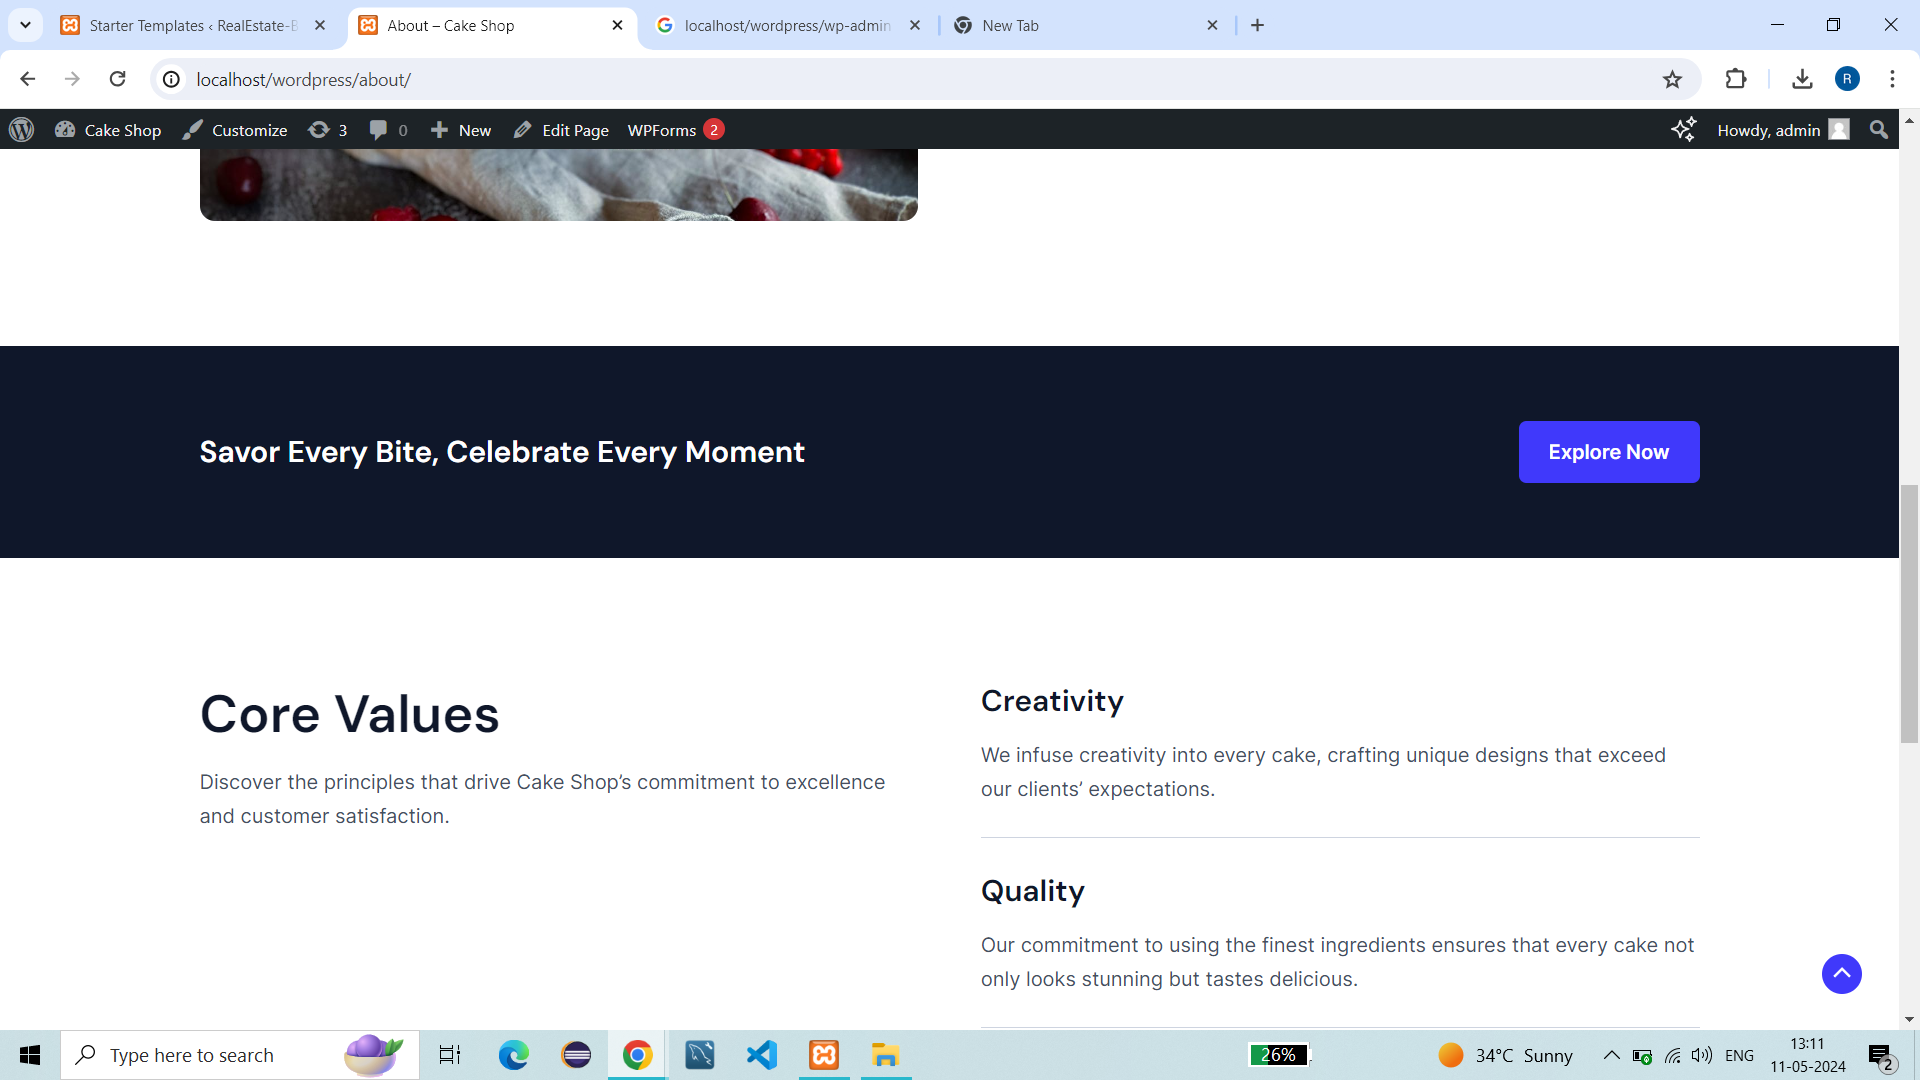 Starter Templates ‹ RealEstate-B
About – Cake Shop
localhost/wordpress/wp-admin
New Tab
localhost/wordpress/about/
R
Cake Shop
Customize
3
0
New
Edit Page
WPForms
2
Howdy, admin
Savor Every Bite, Celebrate Every Moment
Explore Now
Core Values
Discover the principles that drive Cake Shop’s commitment to excellence
and customer satisfaction.
Creativity
We infuse creativity into every cake, crafting unique designs that exceed
our clients’ expectations.
Quality
Our commitment to using the finest ingredients ensures that every cake not
only looks stunning but tastes delicious.
Type here to search
26%
34°C Sunny
ENG
13:11
11-05-2024
2